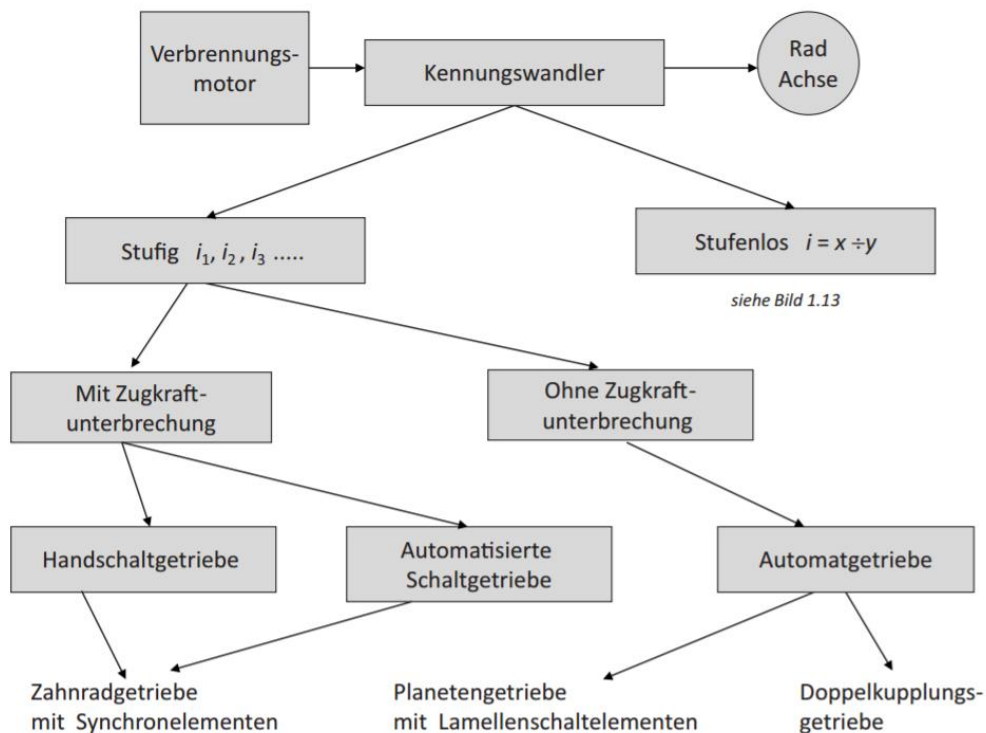 Verbrennungs-
motor
Kennungswandler
Rad
Achse
Stufig i₁, i₂, i₃ .....
Stufenlos i = x ÷y
siehe Bild 1.13
Mit Zugkraft-
unterbrechung
Ohne Zugkraft-
unterbrechung
Handschaltgetriebe
Automatisierte
Schaltgetriebe
Automatgetriebe
Zahnradgetriebe
mit Synchronelementen
Planetengetriebe
mit Lamellenschaltelementen
Doppelkupplungs-
getriebe